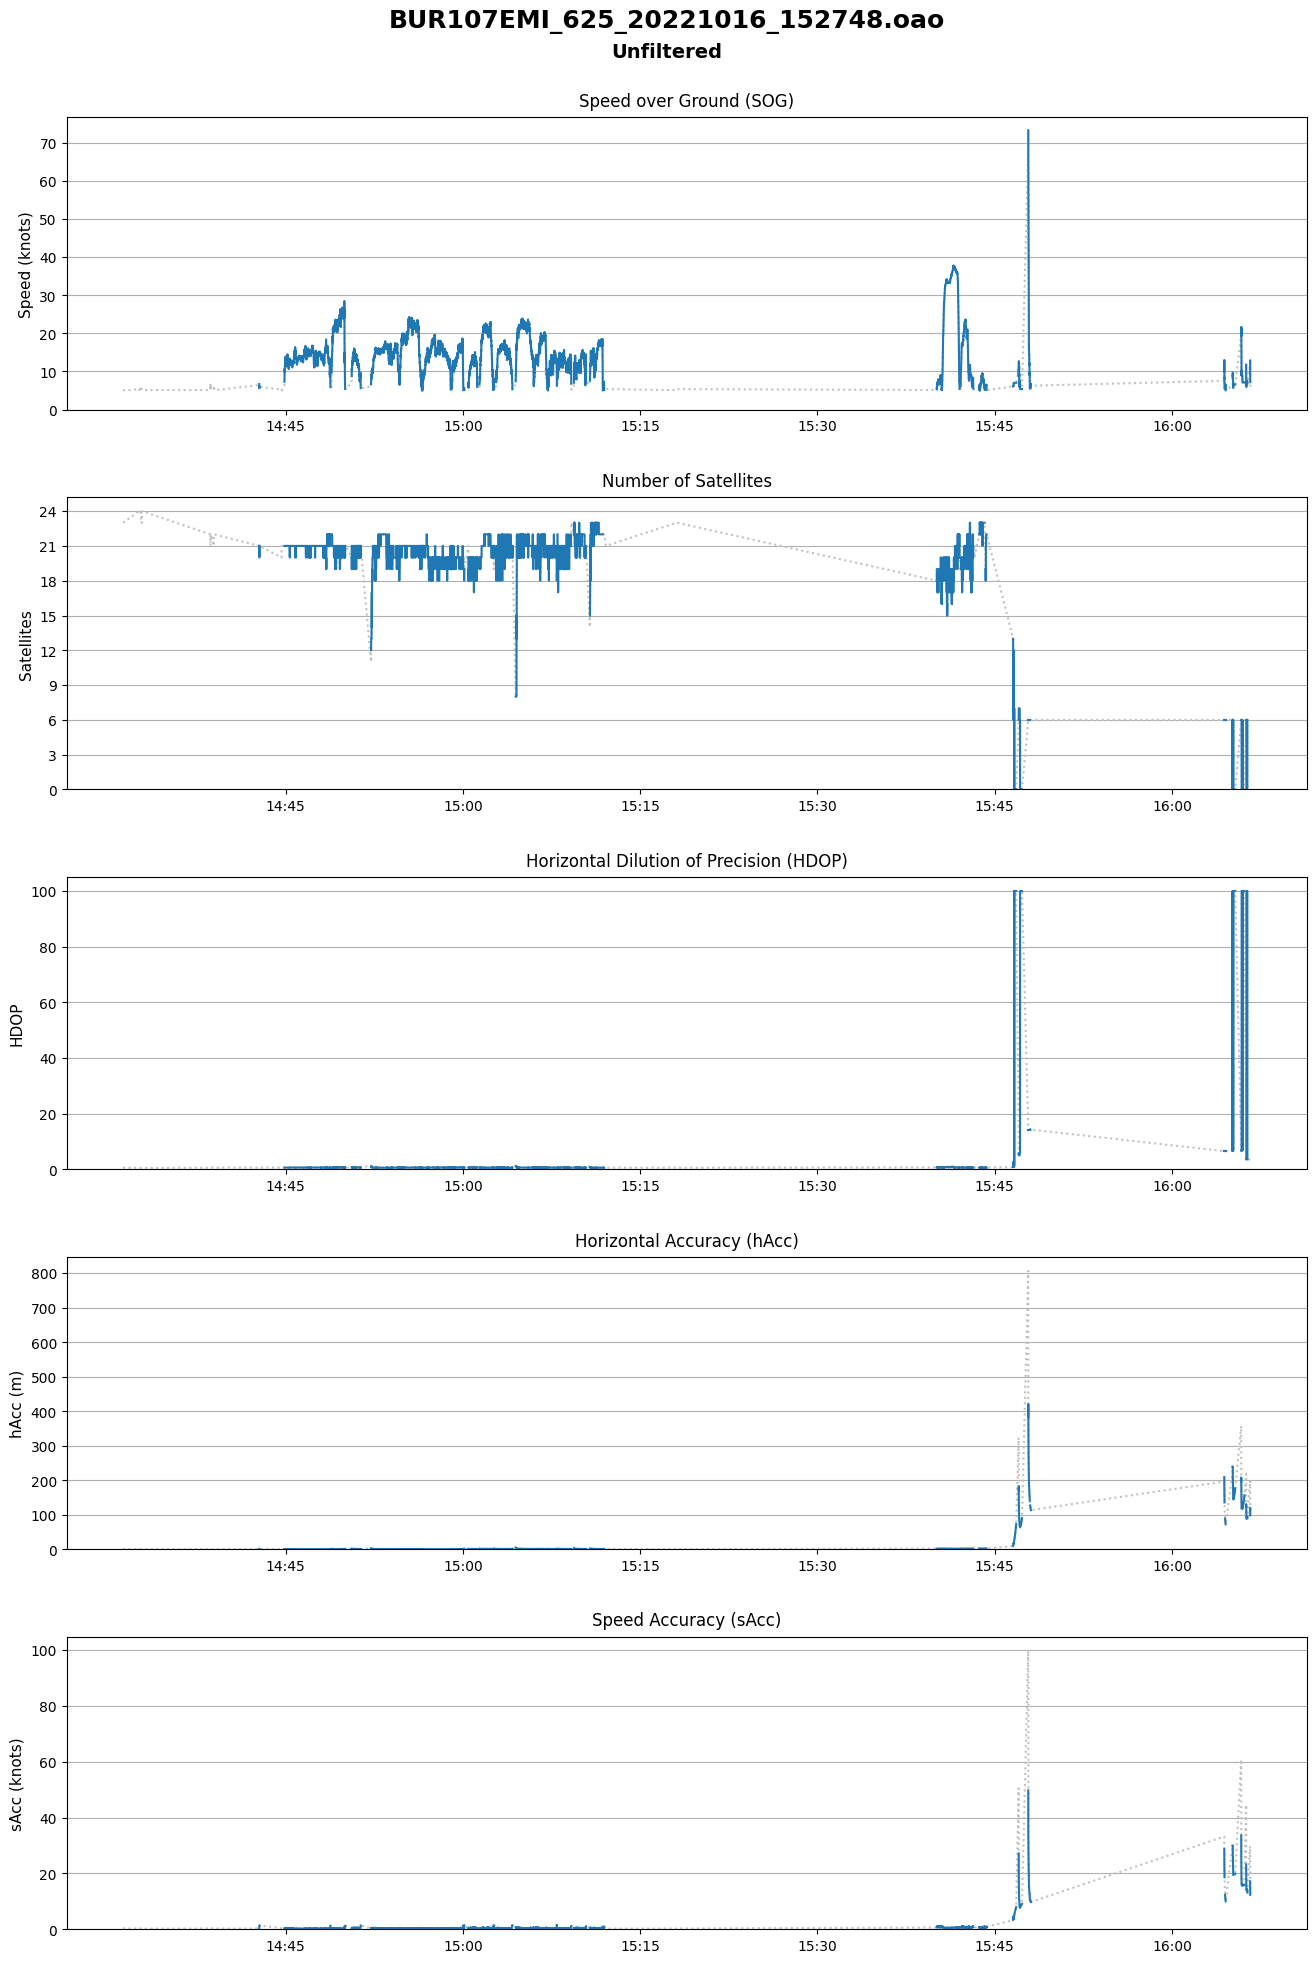 BUR107EMI_625_20221016_152748.oao
Unfiltered
Speed over Ground (SOG)
Speed (knots)
70
60
50
40
30
20
10
0
14:45 15:00 15:15 15:30 15:45 16:00
Number of Satellites
Satellites
24
21
18
15
12
9
6
3
0
14:45 15:00 15:15 15:30 15:45 16:00
Horizontal Dilution of Precision (HDOP)
HDOP
100
80
60
40
20
0
14:45 15:00 15:15 15:30 15:45 16:00
Horizontal Accuracy (hAcc)
hAcc (m)
800
700
600
500
400
300
200
100
0
14:45 15:00 15:15 15:30 15:45 16:00
Speed Accuracy (sAcc)
sAcc (knots)
100
80
60
40
20
0
14:45 15:00 15:15 15:30 15:45 16:00